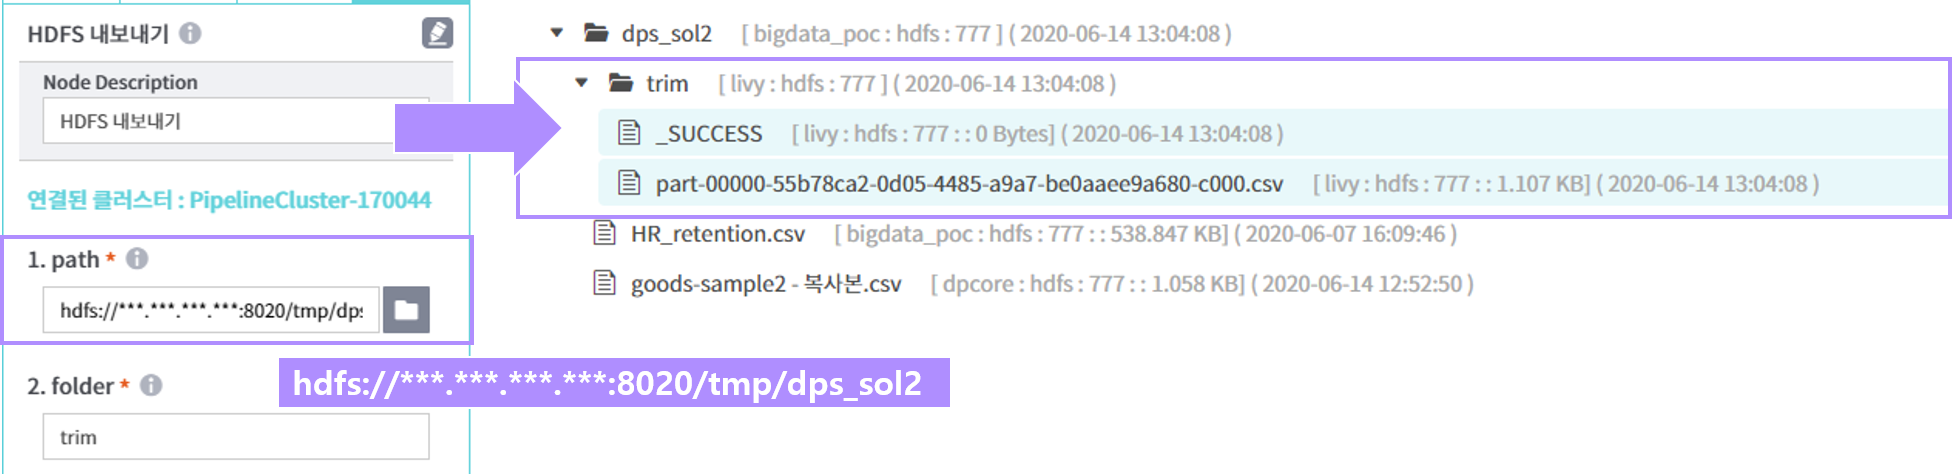 HDFS 내보내기
Node Description
HDFS 내보내기
연결된 클러스터 : PipelineCluster-170044
1. path *
hdfs://***.***.***.***:8020/tmp/dps
2. folder *
trim
hdfs://***.***.***.***:8020/tmp/dps_sol2
dps_sol2 [ bigdata_poc : hdfs : 777 ] ( 2020-06-14 13:04:08 )
trim [ livy : hdfs : 777 ] ( 2020-06-14 13:04:08 )
_SUCCESS [ livy : hdfs : 777 : : 0 Bytes] ( 2020-06-14 13:04:08 )
part-00000-55b78ca2-0d05-4485-a9a7-be0aaee9a680-c000.csv [ livy : hdfs : 777 : : 1.107 KB] ( 2020-06-14 13:04:08 )
HR_retention.csv [ bigdata_poc : hdfs : 777 : : 538.847 KB] ( 2020-06-07 16:09:46 )
goods-sample2 - 복사본.csv [ dpcore : hdfs : 777 : : 1.058 KB] ( 2020-06-14 12:52:50 )